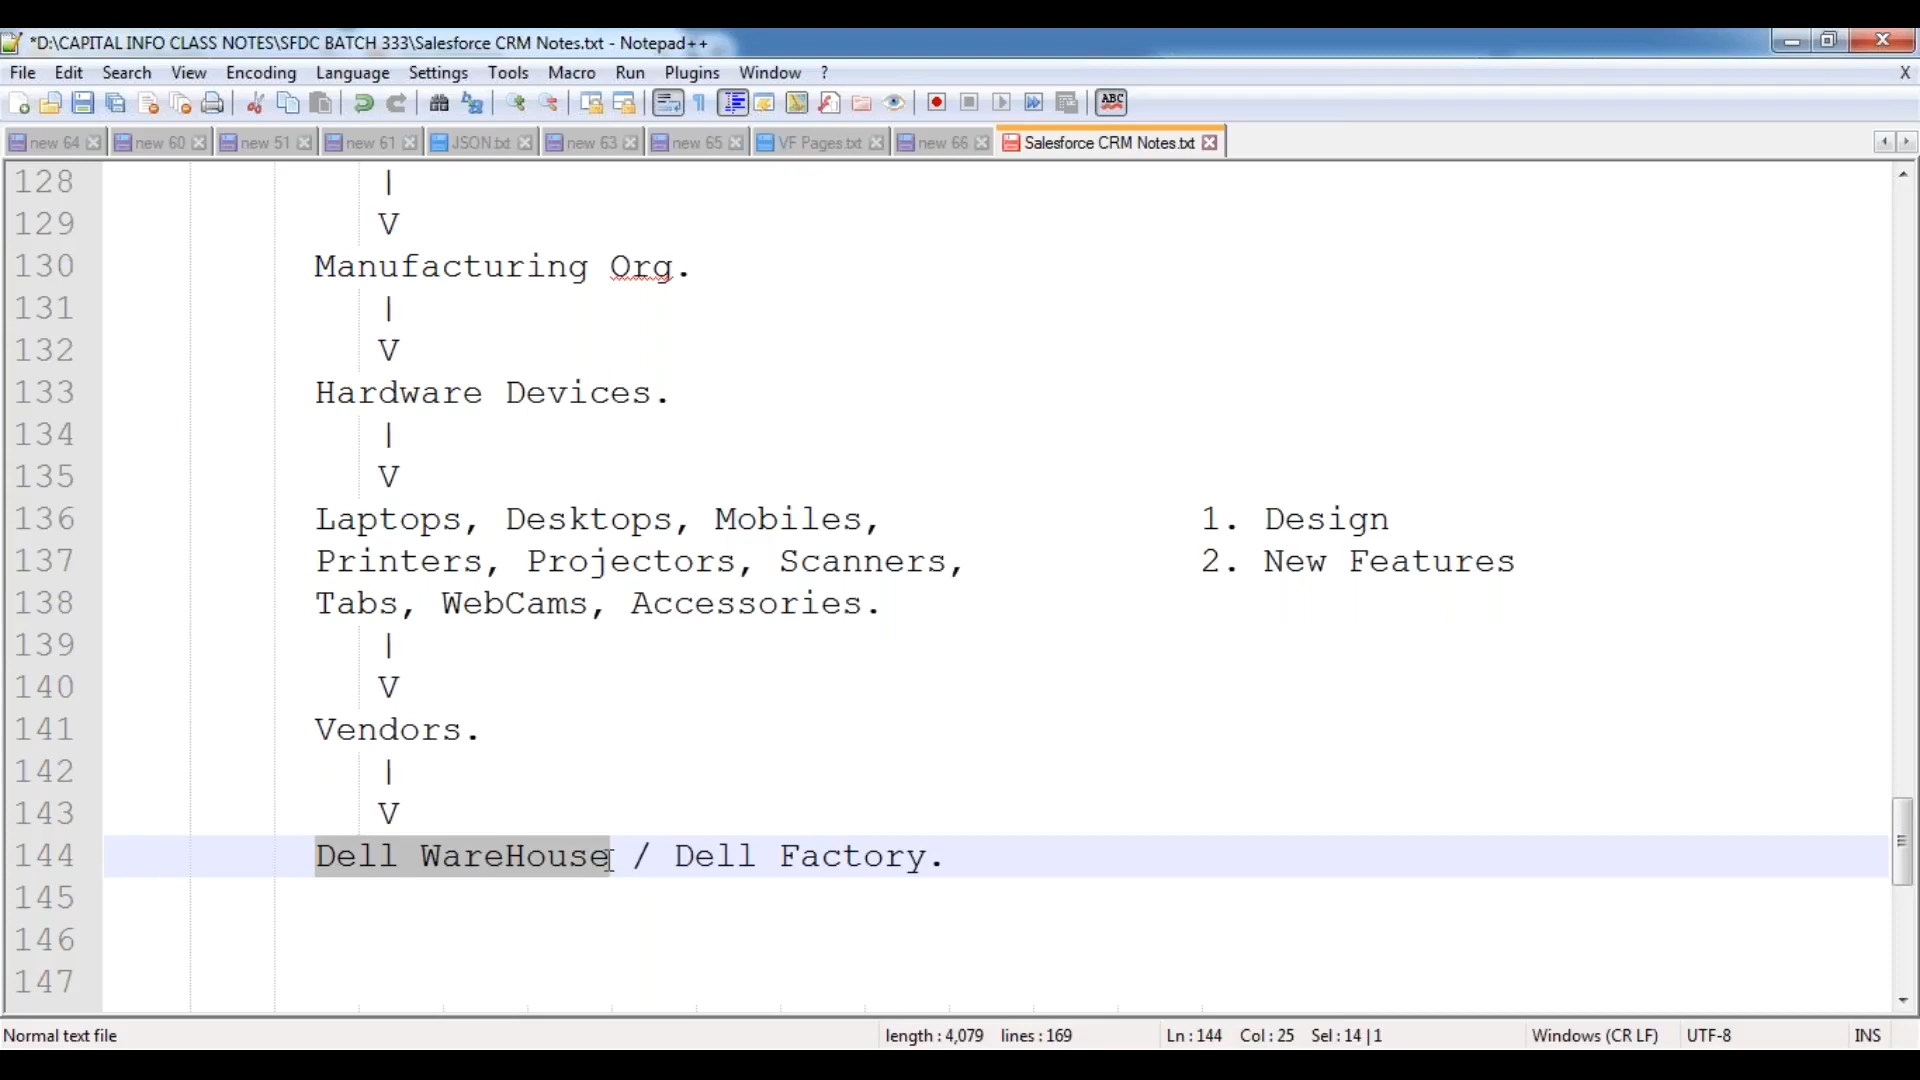 *D:\CAPITAL INFO CLASS NOTES\SFDC BATCH 333\Salesforce CRM Notes.txt - Notepad++
File Edit Search View Encoding Language Settings Tools Macro Run Plugins Window ? X
ABC
new 64 new 60 new 51 new 61 JSON.txt new 63 new 65 VF Pages.txt new 66 Salesforce CRM Notes.txt
128 |
129 V
130 Manufacturing Org.
131 |
132 V
133 Hardware Devices.
134 |
135 V
136 Laptops, Desktops, Mobiles, 1. Design
137 Printers, Projectors, Scanners, 2. New Features
138 Tabs, WebCams, Accessories.
139 |
140 V
141 Vendors.
142 |
143 V
144 Dell WareHouse / Dell Factory.
145
146
147
Normal text file length : 4,079 lines : 169 Ln : 144 Col : 25 Sel : 14 | 1 Windows (CR LF) UTF-8 INS